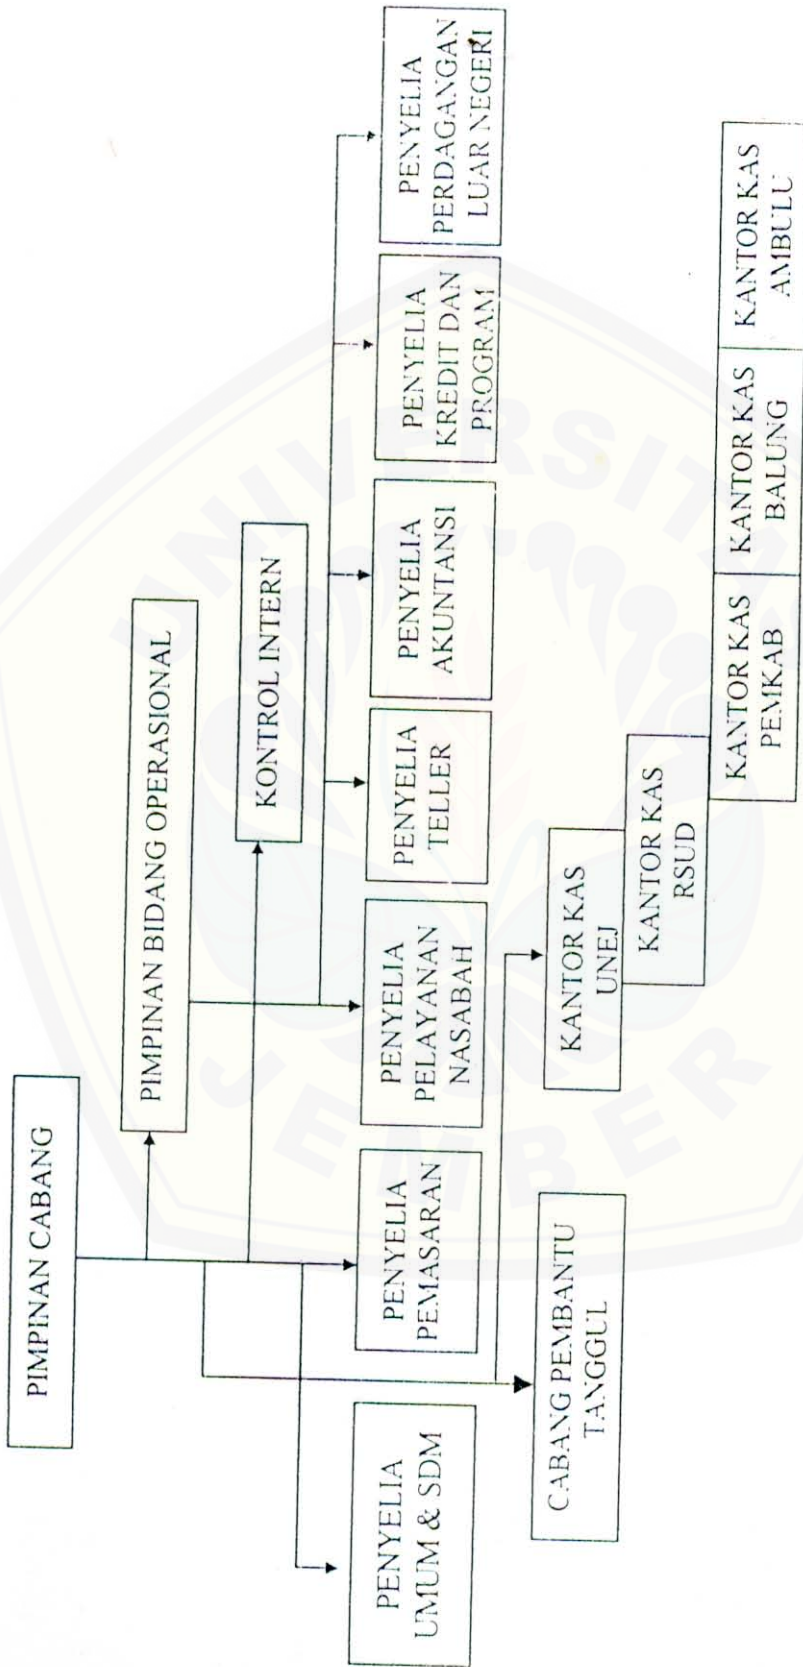 PIMPINAN CABANG
PIMPINAN BIDANG OPERASIONAL
KONTROL INTERN
PENYELIA
UMUM & SDM
PENYELIA
PEMASARAN
PENYELIA
PELAYANAN
NASABAH
PENYELIA
TELLER
PENYELIA
AKUNTANSI
PENYELIA
KREDIT DAN
PROGRAM
PENYELIA
PERDAGANGAN
LUAR NEGERI
CABANG PEMBANTU
TANGGUL
KANTOR KAS
UNEJ
KANTOR KAS
RSUD
KANTOR KAS
PEMKAB
KANTOR KAS
BALUNG
KANTOR KAS
AMBULU
UNIVERSITAS
JEMBER